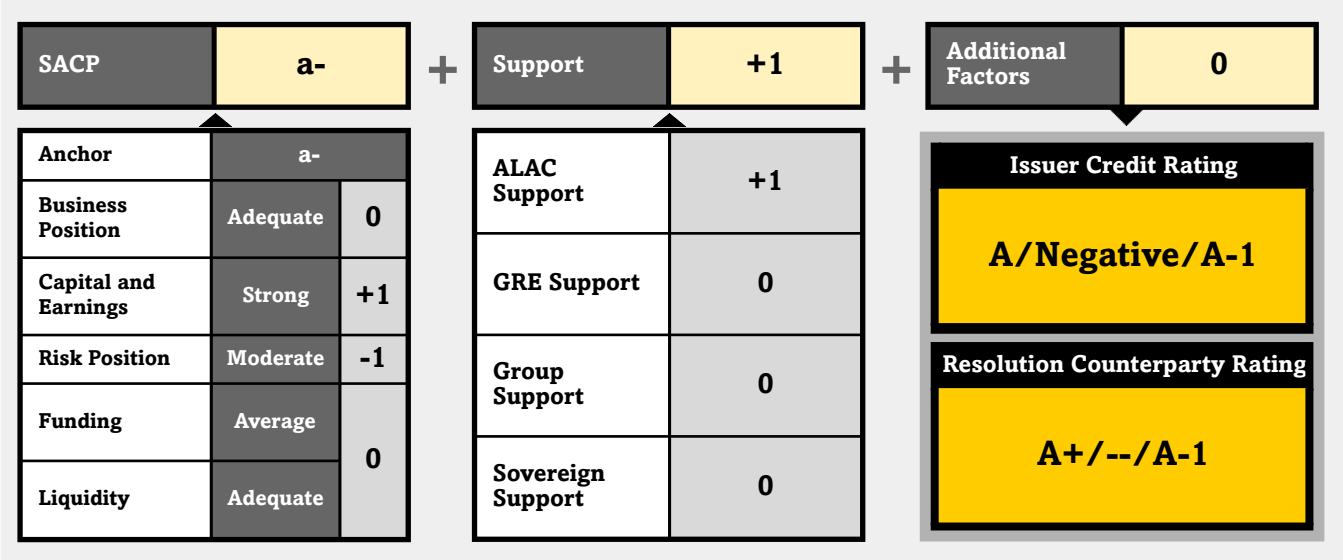 SACP
a-
+
Support
+1
+
Additional
Factors
0
Anchor
a-
Business
Position
Adequate
0
Capital and
Earnings
Strong
+1
Risk Position
Moderate
-1
Funding
Average
0
Liquidity
Adequate
ALAC
Support
+1
GRE Support
0
Group
Support
0
Sovereign
Support
0
Issuer Credit Rating
A/Negative/A-1
Resolution Counterparty Rating
A+/--/A-1